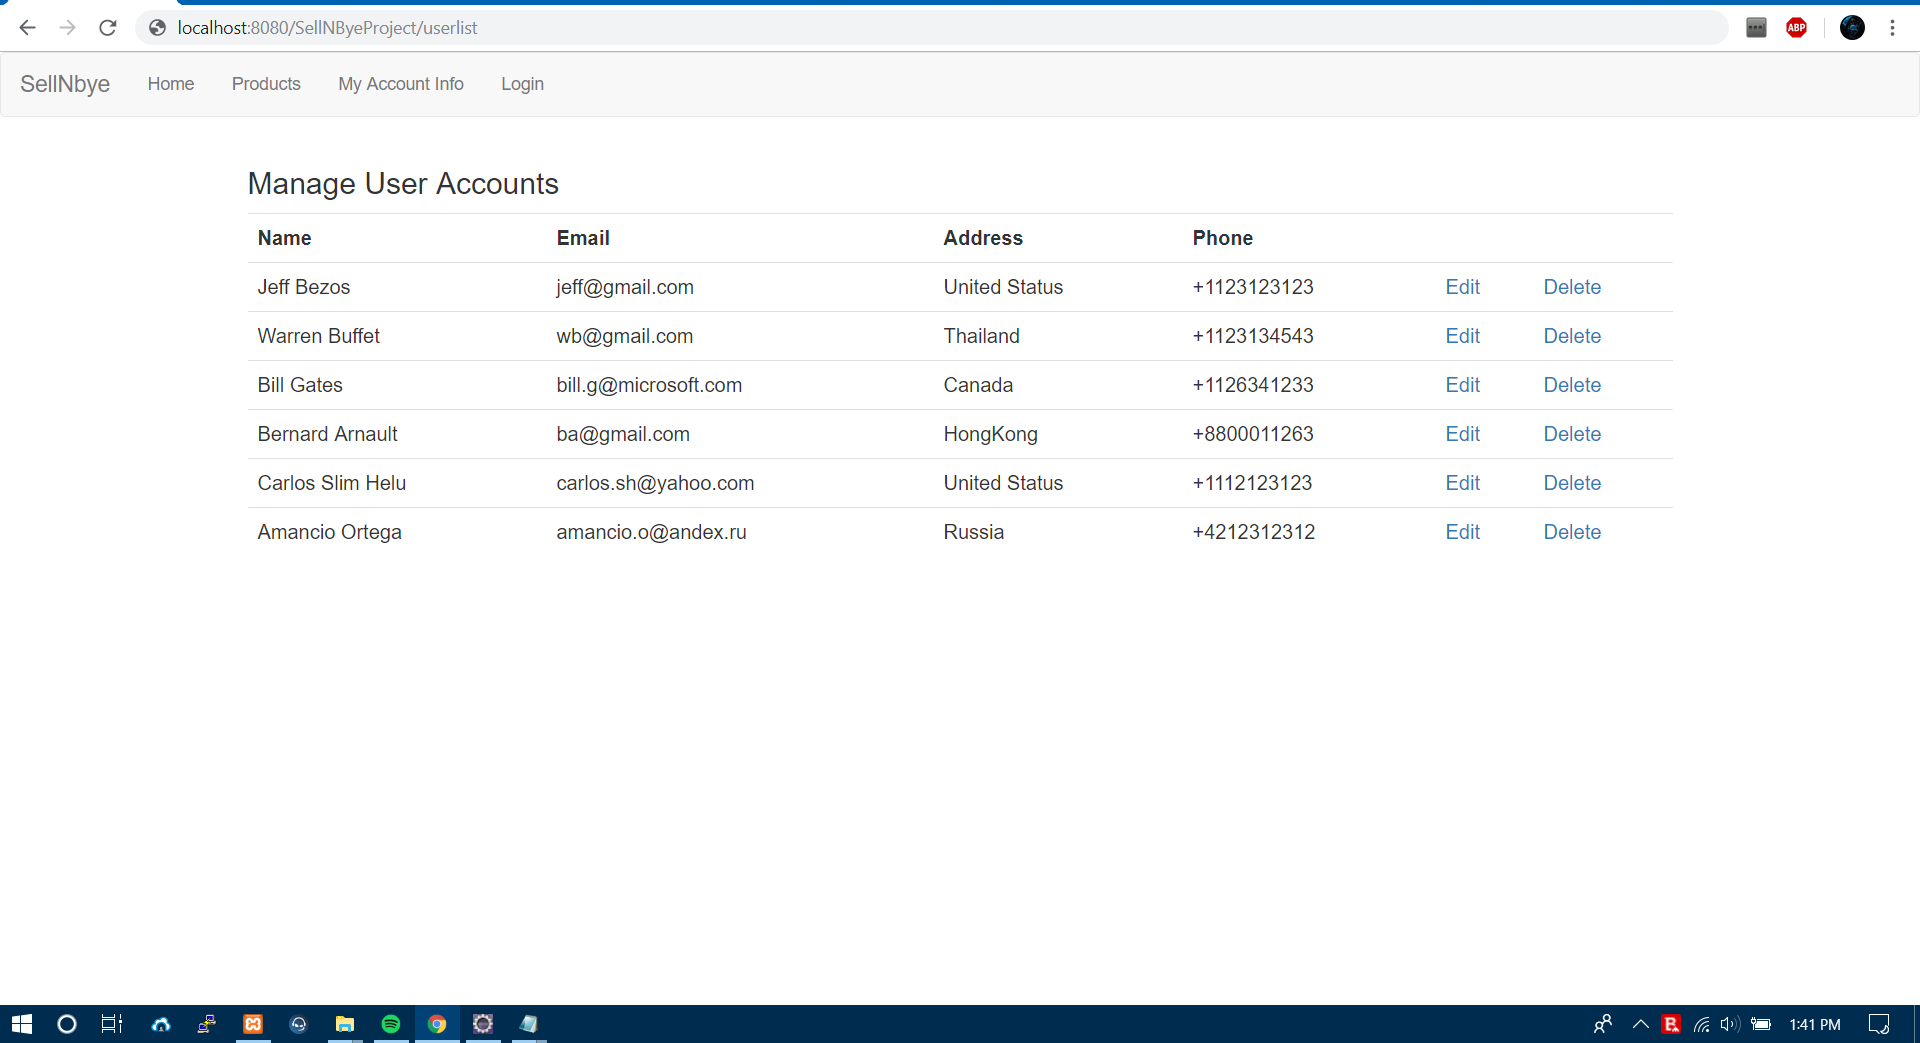 localhost:8080/SellNByeProject/userlist
ABP
SellNbye Home Products My Account Info Login
Manage User Accounts
Name Email Address Phone
Jeff Bezos jeff@gmail.com United Status +1123123123 Edit Delete
Warren Buffet wb@gmail.com Thailand +1123134543 Edit Delete
Bill Gates bill.g@microsoft.com Canada +1126341233 Edit Delete
Bernard Arnault ba@gmail.com HongKong +8800011263 Edit Delete
Carlos Slim Helu carlos.sh@yahoo.com United Status +1112123123 Edit Delete
Amancio Ortega amancio.o@andex.ru Russia +4212312312 Edit Delete
1:41 PM